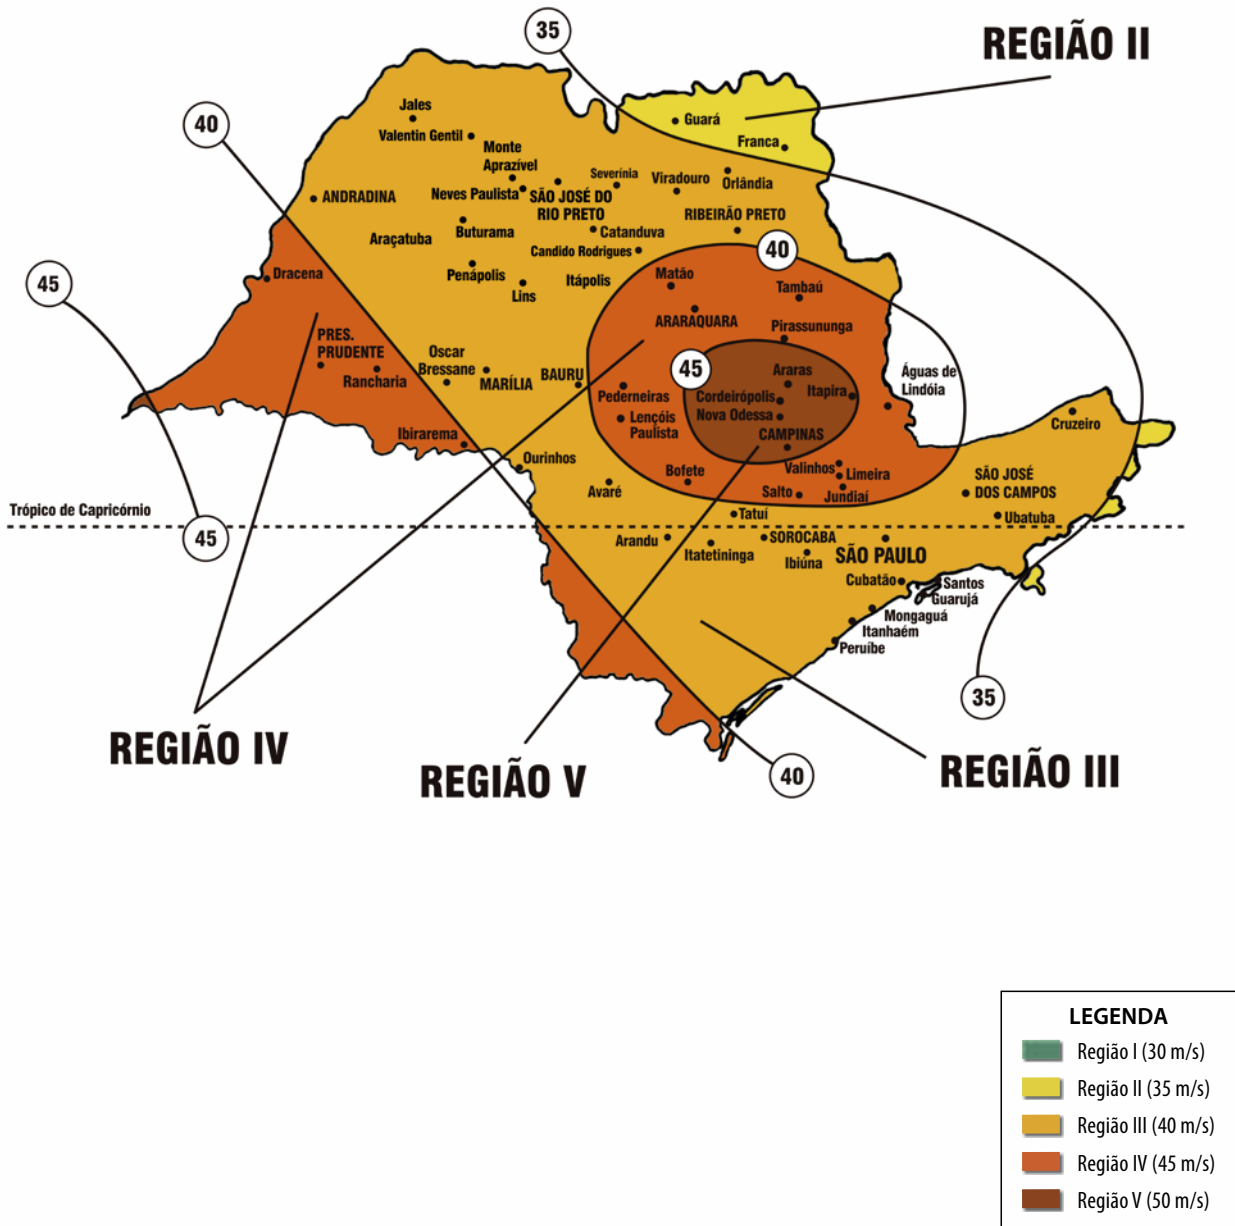 35
REGIÃO II
40
Jales
Valentin Gentil
Guará
Franca
Monte
Aprazível
Severínia
Viradouro
Orlândia
ANDRADINA
Neves Paulista
SÃO JOSÉ DO
RIO PRETO
RIBEIRÃO PRETO
Araçatuba
Buturama
Catanduva
Candido Rodrigues
40
45
Dracena
Penápolis
Lins
Itápolis
Matão
Tambaú
ARARAQUARA
Pirassununga
PRES.
PRUDENTE
Rancharia
Oscar
Bressane
MARÍLIA
BAURU
45
Araras
Itapira
Águas de
Lindóia
Pederneiras
Cordeirópolis
Nova Odessa
Lençóis
Paulista
CAMPINAS
Cruzeiro
Ibirarema
Ourinhos
Avaré
Bofete
Valinhos
Limeira
Salto
Jundiaí
SÃO JOSÉ
DOS CAMPOS
Trópico de Capricórnio
Tatuí
Ubatuba
45
Arandu
Itatetininga
SOROCABA
Ibiúna
SÃO PAULO
Cubatão
Santos
Guarujá
Mongaguá
Itanhaém
Peruíbe
35
REGIÃO IV
REGIÃO V
40
REGIÃO III
LEGENDA
Região I (30 m/s)
Região II (35 m/s)
Região III (40 m/s)
Região IV (45 m/s)
Região V (50 m/s)